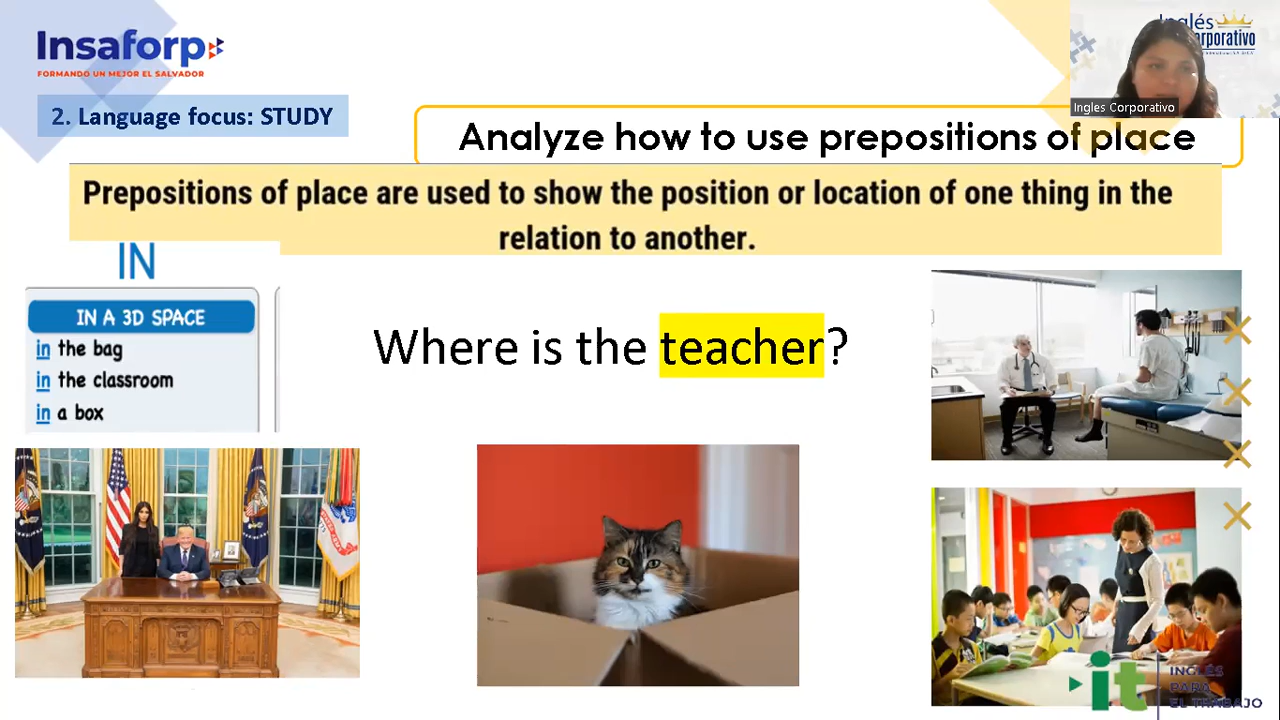 Insaforp
FORMANDO UN MEJOR EL SALVADOR
Inglés
Corporativo
Ingles Corporativo
2. Language focus: STUDY
Analyze how to use prepositions of place
Prepositions of place are used to show the position or location of one thing in the
relation to another.
IN
IN A 3D SPACE
in the bag
in the classroom
in a box
Where is the teacher?
it
INGLÉS
PARA
EL TRABAJO